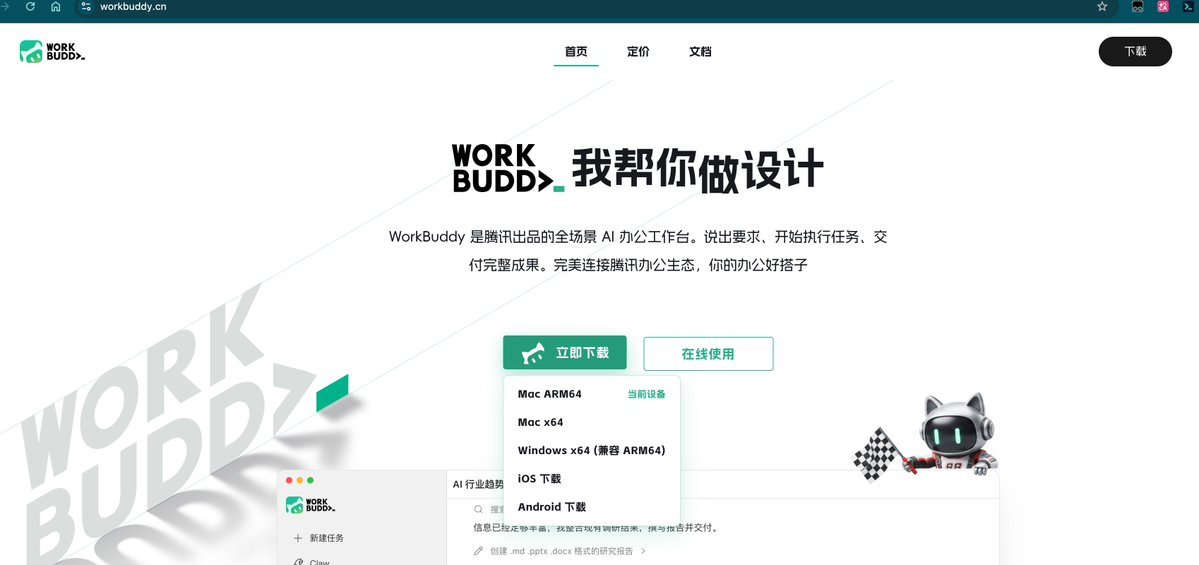 workbuddy.cn
WORK
BUDD>_
首页
定价
文档
下载
WORK
BUDD>_
我帮你做设计
WorkBuddy 是腾讯出品的全场景 AI 办公工作台。说出要求、开始执行任务、交
付完整成果。完美连接腾讯办公生态，你的办公好搭子
立即下载
在线使用
Mac ARM64
当前设备
Mac x64
Windows x64 (兼容 ARM64)
iOS 下载
Android 下载
WORK
BUDD>
88
WORK
BUDD>_
AI 行业趋势
搜索
新建任务
信息已经足够丰富，我整合现有调研结果，撰写报告并交付。
创建 .md .pptx .docx 格式的研究报告 >
Claw